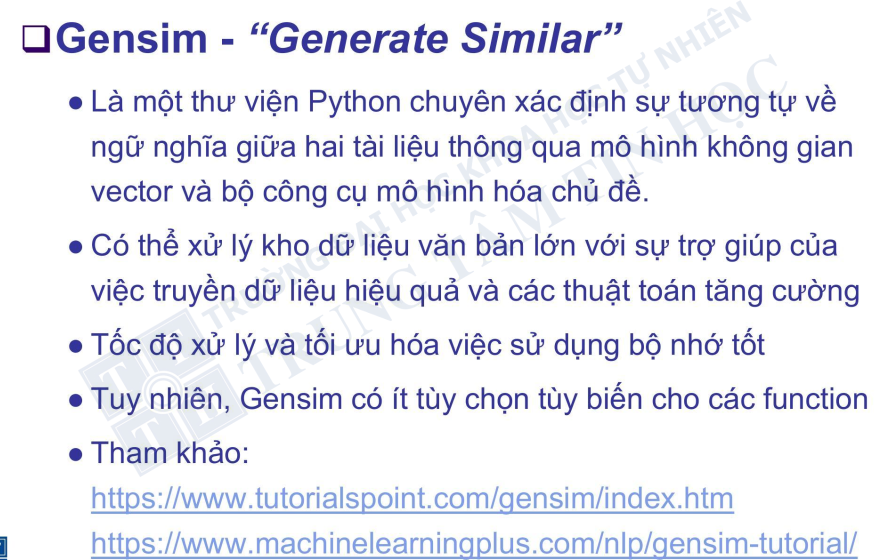 Gensim - “Generate Similar”
● Là một thư viện Python chuyên xác định sự tương tự về
ngữ nghĩa giữa hai tài liệu thông qua mô hình không gian
vector và bộ công cụ mô hình hóa chủ đề.
● Có thể xử lý kho dữ liệu văn bản lớn với sự trợ giúp của
việc truyền dữ liệu hiệu quả và các thuật toán tăng cường
● Tốc độ xử lý và tối ưu hóa việc sử dụng bộ nhớ tốt
● Tuy nhiên, Gensim có ít tùy chọn tùy biến cho các function
● Tham khảo:
https://www.tutorialspoint.com/gensim/index.htm
https://www.machinelearningplus.com/nlp/gensim-tutorial/
TRƯỜNG ĐẠI HỌC KHOA HỌC TỰ NHIÊN
TRUNG TÂM TIN HỌC